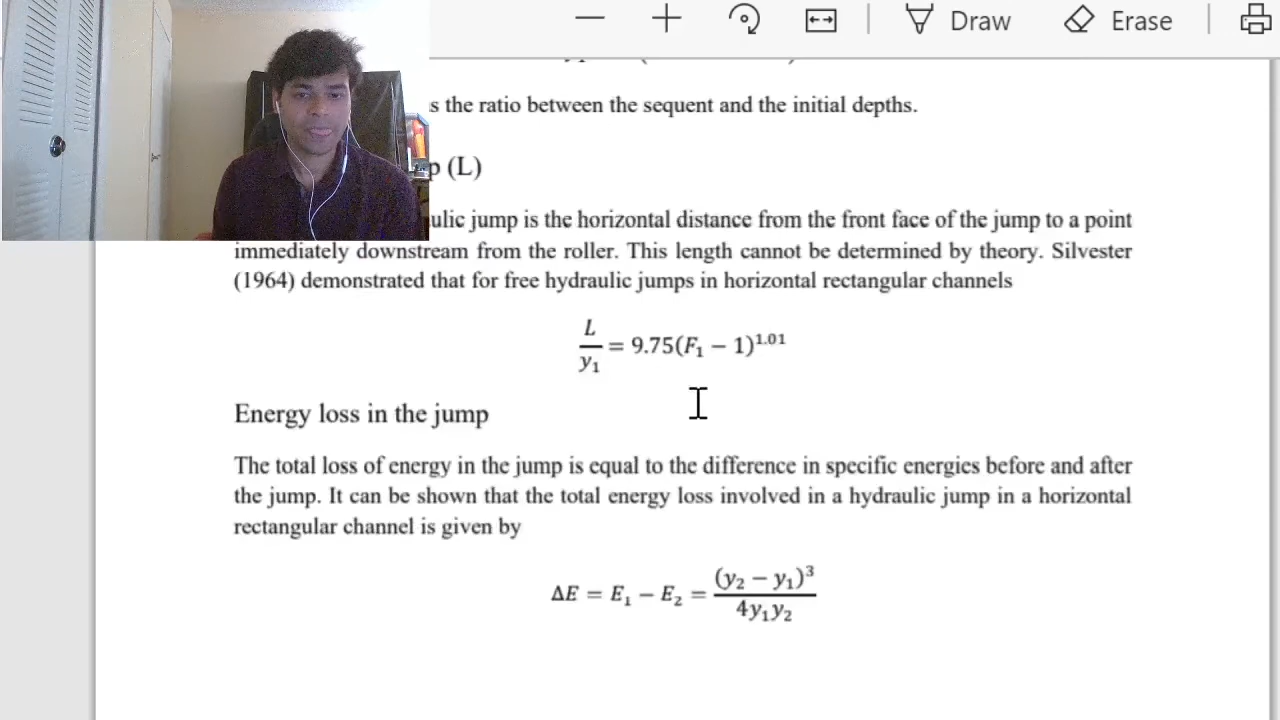 Draw
Erase
s the ratio between the sequent and the initial depths.
p (L)
ulic jump is the horizontal distance from the front face of the jump to a point
immediately downstream from the roller. This length cannot be determined by theory. Silvester
(1964) demonstrated that for free hydraulic jumps in horizontal rectangular channels
L/y₁ = 9.75(F₁ − 1)^1.01
Energy loss in the jump
The total loss of energy in the jump is equal to the difference in specific energies before and after
the jump. It can be shown that the total energy loss involved in a hydraulic jump in a horizontal
rectangular channel is given by
ΔE = E₁ − E₂ = (y₂ − y₁)³/4y₁y₂